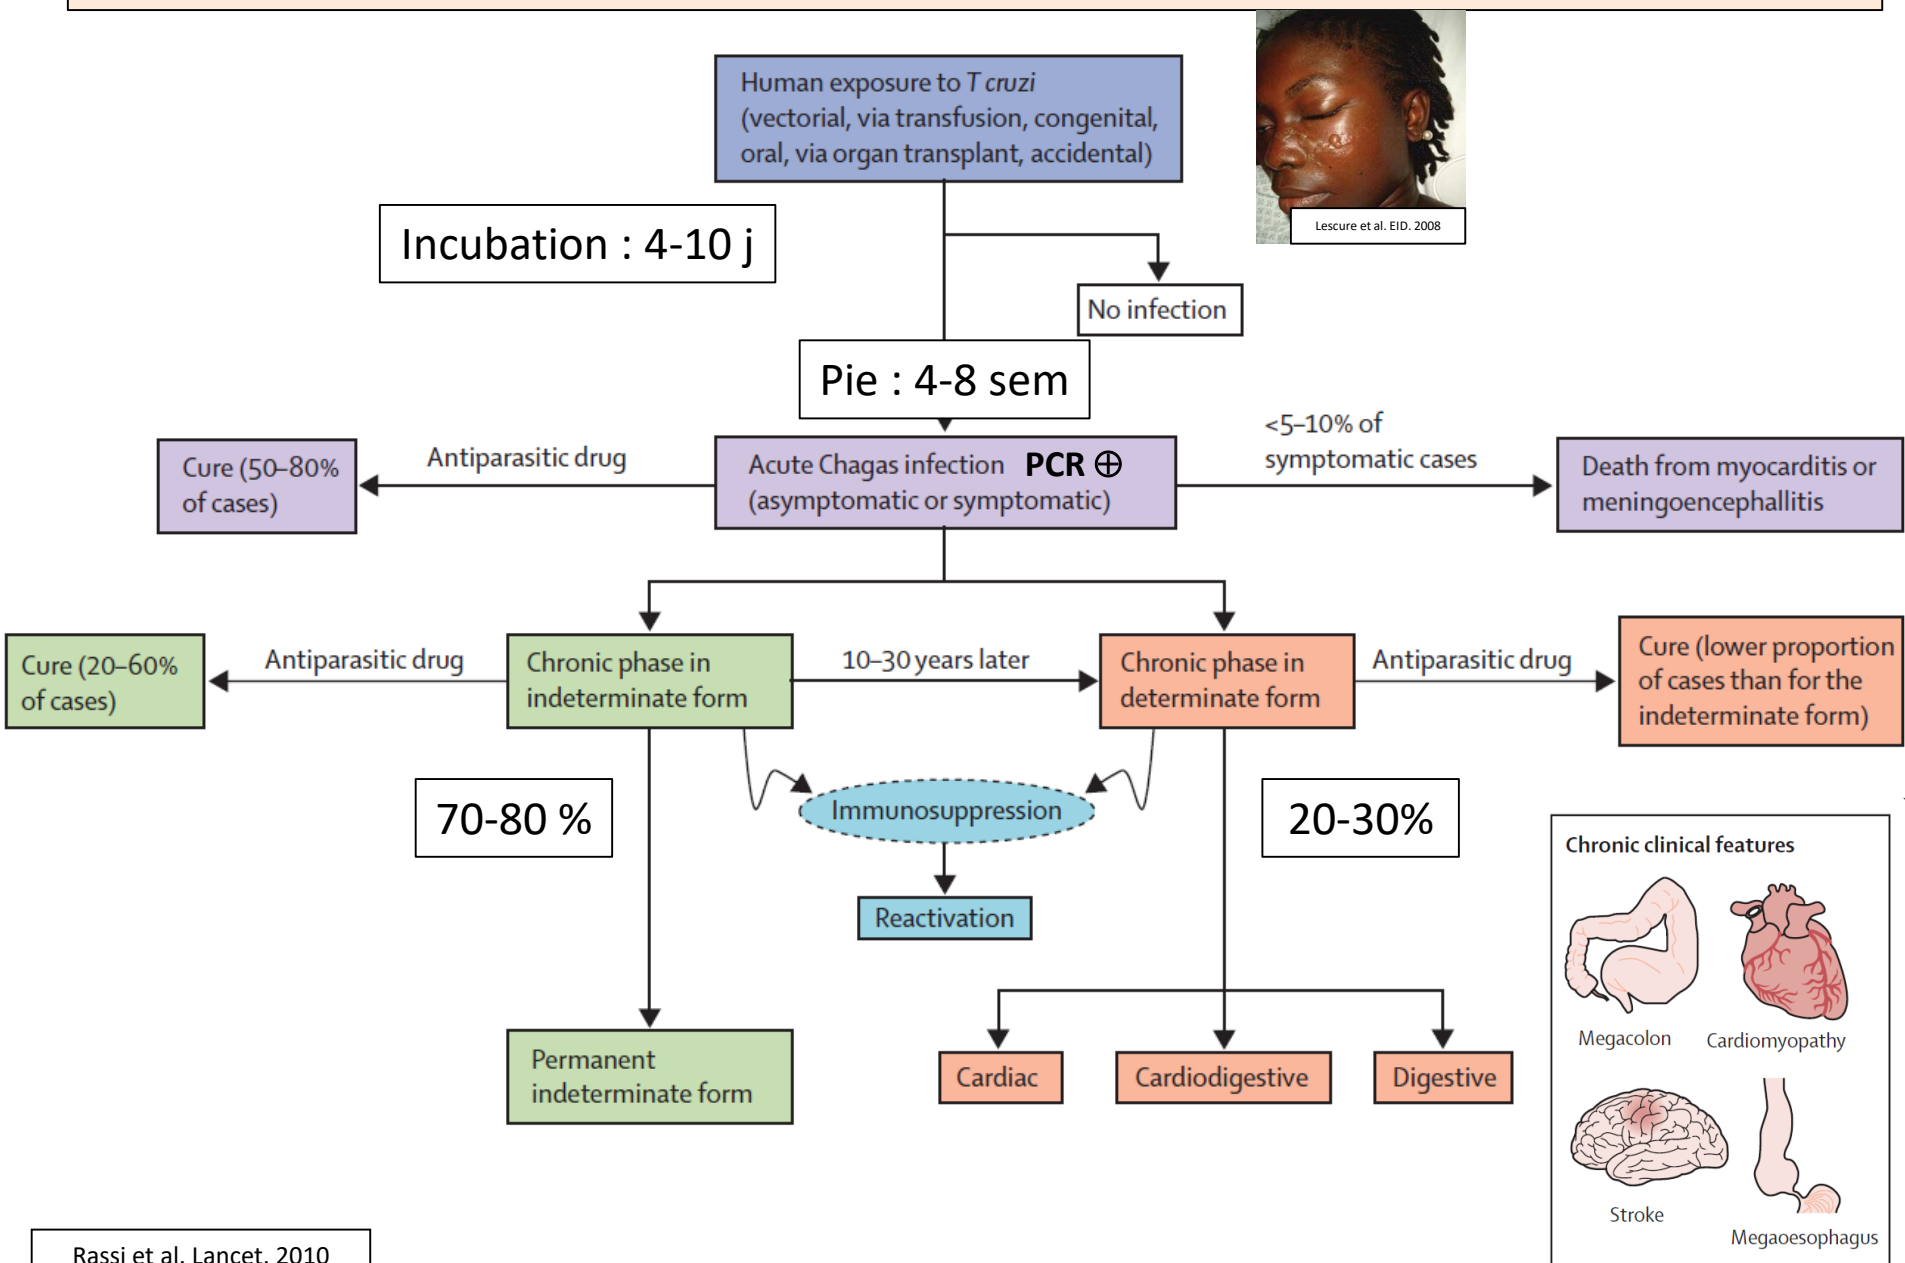 Human exposure to T cruzi
(vectorial, via transfusion, congenital,
oral, via organ transplant, accidental)
Lescure et al. EID. 2008
Incubation : 4-10 j
No infection
Pie : 4-8 sem
Cure (50–80%
of cases)
Antiparasitic drug
Acute Chagas infection PCR ⊕
(asymptomatic or symptomatic)
<5–10% of
symptomatic cases
Death from myocarditis or
meningoencephallitis
Cure (20–60%
of cases)
Antiparasitic drug
Chronic phase in
indeterminate form
10–30 years later
Chronic phase in
determinate form
Antiparasitic drug
Cure (lower proportion
of cases than for the
indeterminate form)
70-80 %
Immunosuppression
20-30%
Reactivation
Permanent
indeterminate form
Cardiac
Cardiodigestive
Digestive
Chronic clinical features
Megacolon
Cardiomyopathy
Stroke
Megaoesophagus
Rassi et al. Lancet. 2010